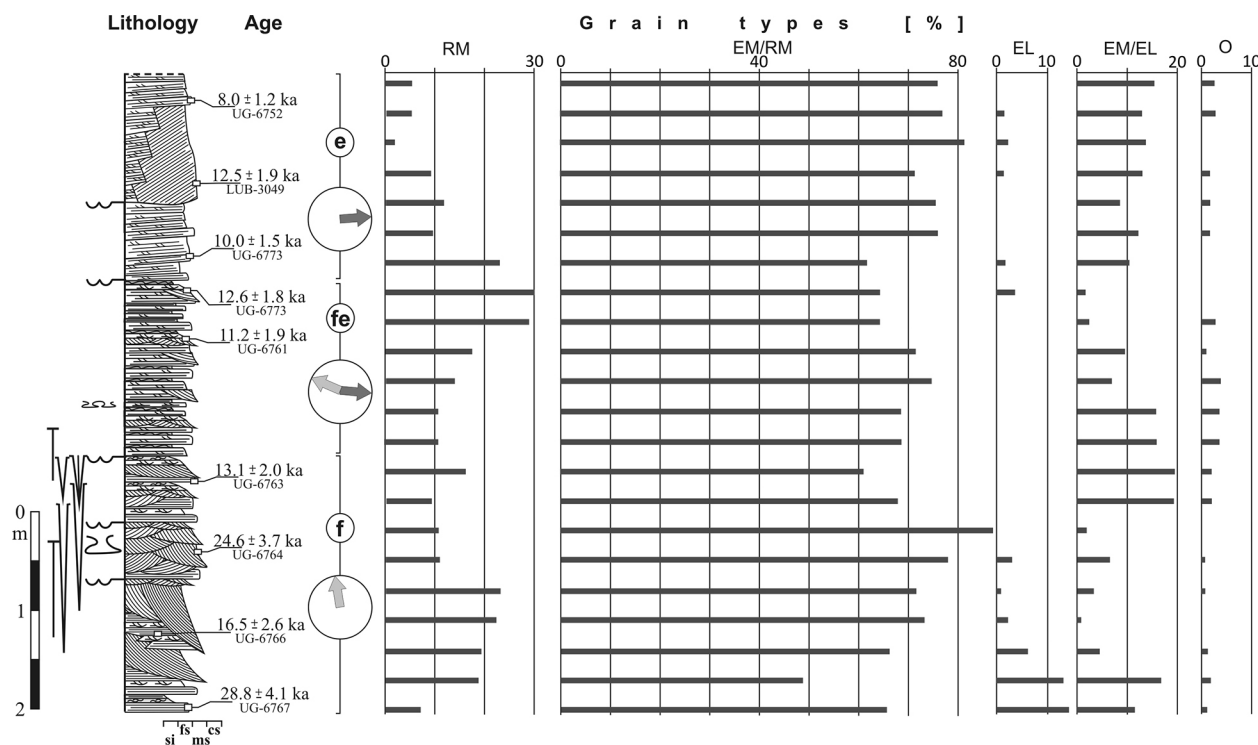 Lithology Age G r a i n t y p e s [ % ]
RM EM/RM EL EM/EL O
0 30 0 40 80 0 10 0 20 0 10
8.0 ± 1.2 ka
UG-6752
e
12.5 ± 1.9 ka
LUB-3049
10.0 ± 1.5 ka
UG-6773
12.6 ± 1.8 ka
UG-6773
fe
11.2 ± 1.9 ka
UG-6761
13.1 ± 2.0 ka
UG-6763
0
m
f
24.6 ± 3.7 ka
UG-6764
1
16.5 ± 2.6 ka
UG-6766
28.8 ± 4.1 ka
UG-6767
2
si fs ms cs